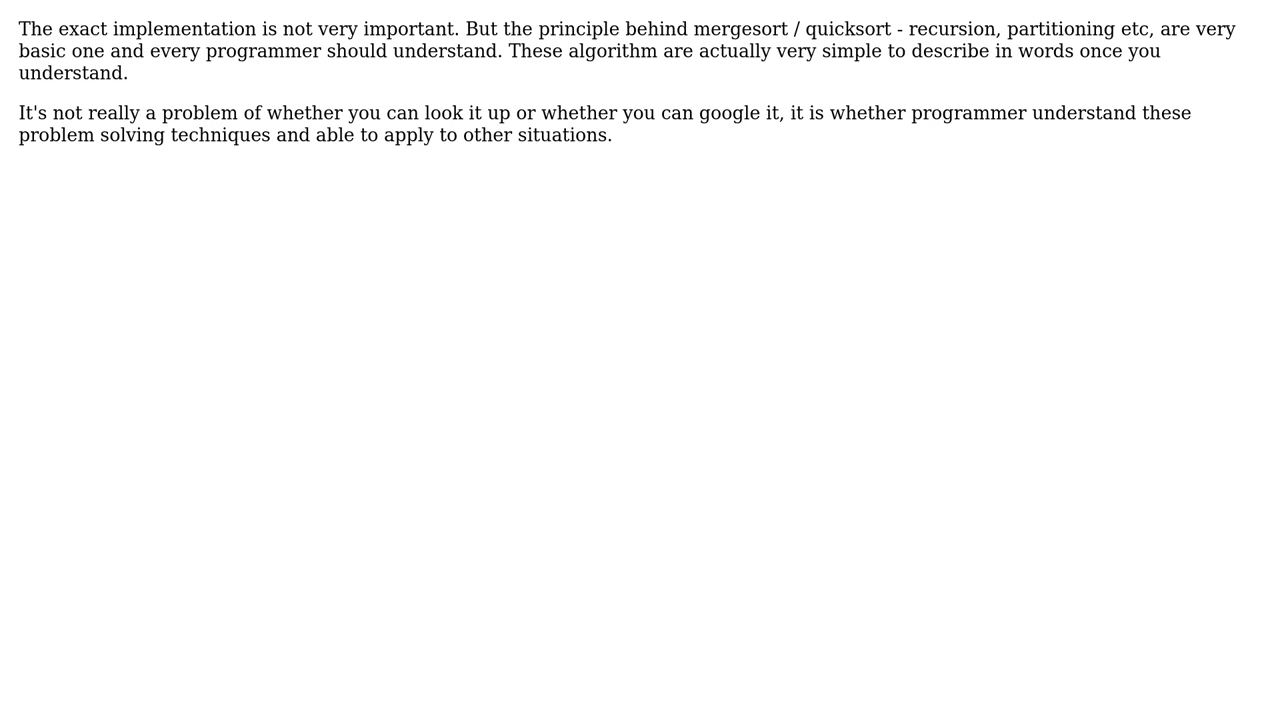 The exact implementation is not very important. But the principle behind mergesort / quicksort - recursion, partitioning etc, are very
basic one and every programmer should understand. These algorithm are actually very simple to describe in words once you
understand.
It's not really a problem of whether you can look it up or whether you can google it, it is whether programmer understand these
problem solving techniques and able to apply to other situations.